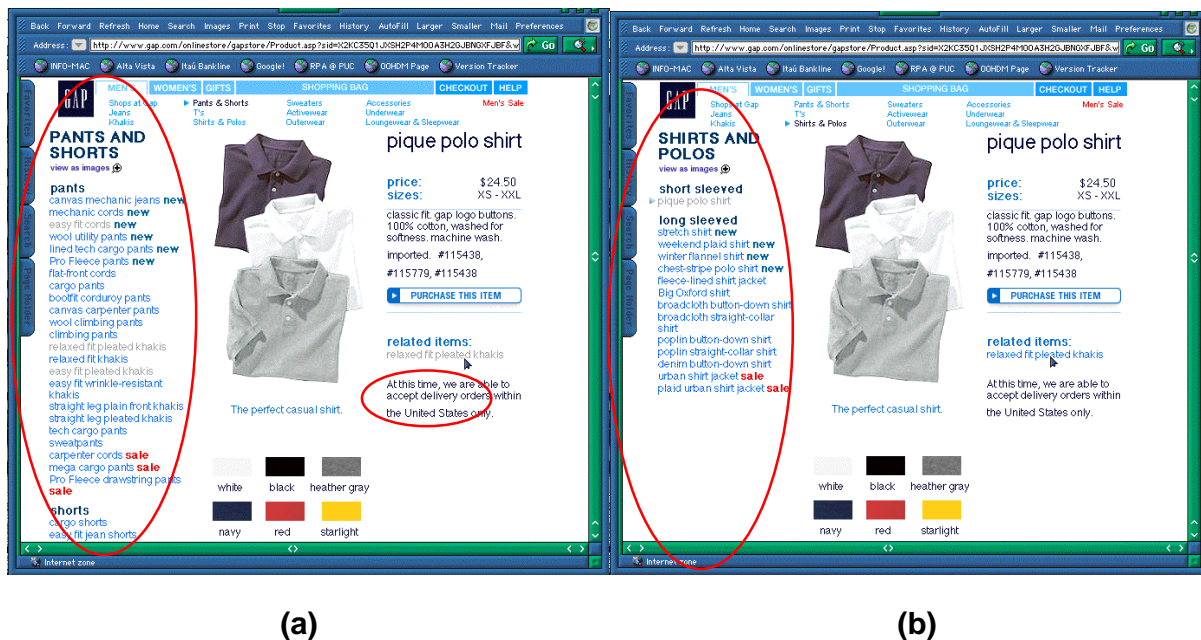 Back Forward Refresh Home Search Images Print Stop Favorites History AutoFill Larger Smaller Mail Preferences
Address: http://www.gap.com/onlinestore/gapstore/Product.asp?sid=X2KC35Q1JXSH2P4M00A3H2GJBNGXFJBF&w Go
INFO-MAC Alta Vista Itaú Bankline Google! RPA @ PUC OOHDM Page Version Tracker
GAP MEN'S WOMEN'S GIFTS SHOPPING BAG CHECKOUT HELP
Shops at Gap Pants & Shorts Sweaters Accessories Men's Sale
Jeans T's Activewear Underwear
Khakis Shirts & Polos Outerwear Loungewear & Sleepwear
Favorites
History
Search
Page Holder
PANTS AND
SHORTS
view as images
pants
canvas mechanic jeans new
mechanic cords new
easy fit cords new
wool utility pants new
lined tech cargo pants new
Pro Fleece pants new
flat-front cords
cargo pants
bootfit corduroy pants
canvas carpenter pants
wool climbing pants
climbing pants
relaxed fit pleated khakis
relaxed fit khakis
easy fit pleated khakis
easy fit wrinkle-resistant
khakis
straight leg plain front khakis
straight leg pleated khakis
tech cargo pants
sweatpants
carpenter cords sale
mega cargo pants sale
Pro Fleece drawstring pants
sale
shorts
cargo shorts
easy fit jean shorts
The perfect casual shirt.
white black heather gray
navy red starlight
pique polo shirt
price: $24.50
sizes: XS - XXL
classic fit. gap logo buttons.
100% cotton, washed for
softness. machine wash.
imported. #115438,
#115779, #115438
PURCHASE THIS ITEM
related items:
relaxed fit pleated khakis
At this time, we are able to
accept delivery orders within
the United States only.
Internet zone
(a)
Back Forward Refresh Home Search Images Print Stop Favorites History AutoFill Larger Smaller Mail Preferences
Address: http://www.gap.com/onlinestore/gapstore/Product.asp?sid=X2KC35Q1JXSH2P4M00A3H2GJBNGXFJBF&w Go
INFO-MAC Alta Vista Itaú Bankline Google! RPA @ PUC OOHDM Page Version Tracker
GAP MEN'S WOMEN'S GIFTS SHOPPING BAG CHECKOUT HELP
Shops at Gap Pants & Shorts Sweaters Accessories Men's Sale
Jeans T's Activewear Underwear
Khakis Shirts & Polos Outerwear Loungewear & Sleepwear
Favorites
History
Search
Page Holder
SHIRTS AND
POLOS
view as images
short sleeved
pique polo shirt
long sleeved
stretch shirt new
weekend plaid shirt new
winter flannel shirt new
chest-stripe polo shirt new
fleece-lined shirt jacket
Big Oxford shirt
broadcloth button-down shirt
broadcloth straight-collar
shirt
poplin button-down shirt
poplin straight-collar shirt
denim button-down shirt
urban shirt jacket sale
plaid urban shirt jacket sale
The perfect casual shirt.
white black heather gray
navy red starlight
pique polo shirt
price: $24.50
sizes: XS - XXL
classic fit. gap logo buttons.
100% cotton, washed for
softness. machine wash.
imported. #115438,
#115779, #115438
PURCHASE THIS ITEM
related items:
relaxed fit pleated khakis
At this time, we are able to
accept delivery orders within
the United States only.
Internet zone
(b)